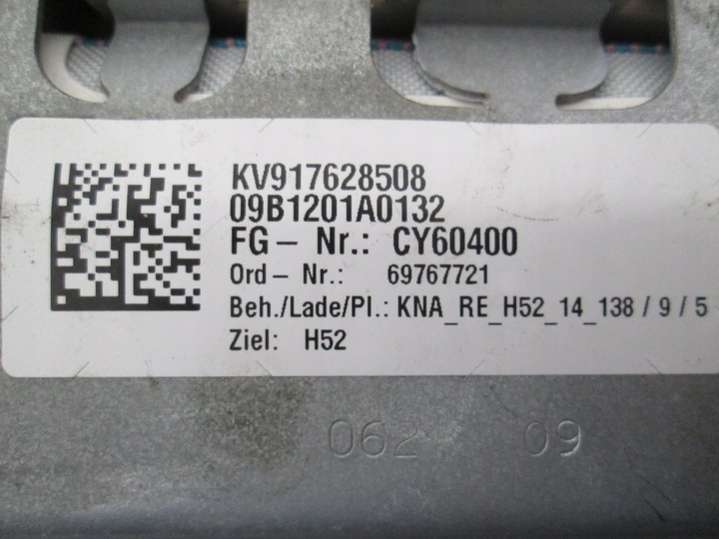 KV917628508
09B1201A0132
FG – Nr.: CY60400
Ord – Nr.: 69767721
Beh./Lade/Pl.: KNA_RE_H52_14_138 / 9 / 5
Ziel: H52
062 09